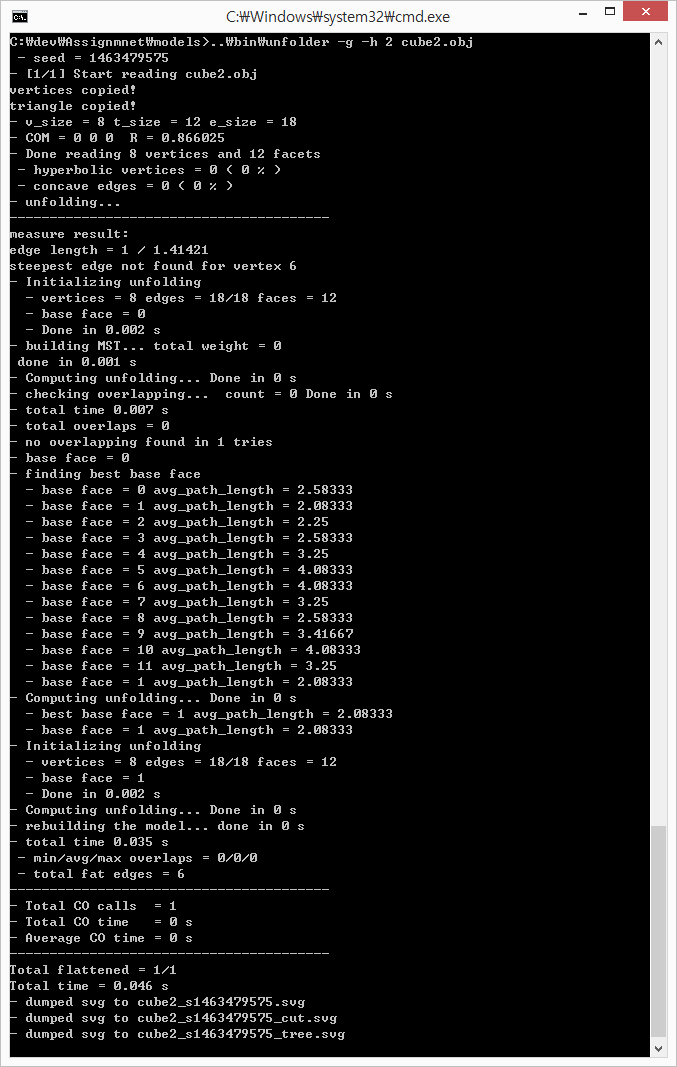 C:₩Windows₩system32₩cmd.exe
C:₩dev₩Assignmnet₩models>..₩bin₩unfolder -g -h 2 cube2.obj
 - seed = 1463479575
- [1/1] Start reading cube2.obj
vertices copied!
triangle copied!
- v_size = 8 t_size = 12 e_size = 18
- COM = 0 0 0  R = 0.866025
- Done reading 8 vertices and 12 facets
 - hyperbolic vertices = 0 ( 0 % )
 - concave edges = 0 ( 0 % )
- unfolding...
----------------------------------------
measure result:
edge length = 1 / 1.41421
steepest edge not found for vertex 6
- Initializing unfolding
  - vertices = 8 edges = 18/18 faces = 12
  - base face = 0
  - Done in 0.002 s
- building MST... total weight = 0
 done in 0.001 s
- Computing unfolding... Done in 0 s
- checking overlapping...  count = 0 Done in 0 s
- total time 0.007 s
- total overlaps = 0
- no overlapping found in 1 tries
- base face = 0
- finding best base face
  - base face = 0 avg_path_length = 2.58333
  - base face = 1 avg_path_length = 2.08333
  - base face = 2 avg_path_length = 2.25
  - base face = 3 avg_path_length = 2.58333
  - base face = 4 avg_path_length = 3.25
  - base face = 5 avg_path_length = 4.08333
  - base face = 6 avg_path_length = 4.08333
  - base face = 7 avg_path_length = 3.25
  - base face = 8 avg_path_length = 2.58333
  - base face = 9 avg_path_length = 3.41667
  - base face = 10 avg_path_length = 4.08333
  - base face = 11 avg_path_length = 3.25
  - base face = 1 avg_path_length = 2.08333
- Computing unfolding... Done in 0 s
  - best base face = 1 avg_path_length = 2.08333
  - base face = 1 avg_path_length = 2.08333
- Initializing unfolding
  - vertices = 8 edges = 18/18 faces = 12
  - base face = 1
  - Done in 0.002 s
- Computing unfolding... Done in 0 s
- rebuilding the model... done in 0 s
- total time 0.035 s
 - min/avg/max overlaps = 0/0/0
 - total fat edges = 6
----------------------------------------
- Total CO calls  = 1
- Total CO time   = 0 s
- Average CO time = 0 s
----------------------------------------
Total flattened = 1/1
Total time = 0.046 s
- dumped svg to cube2_s1463479575.svg
- dumped svg to cube2_s1463479575_cut.svg
- dumped svg to cube2_s1463479575_tree.svg